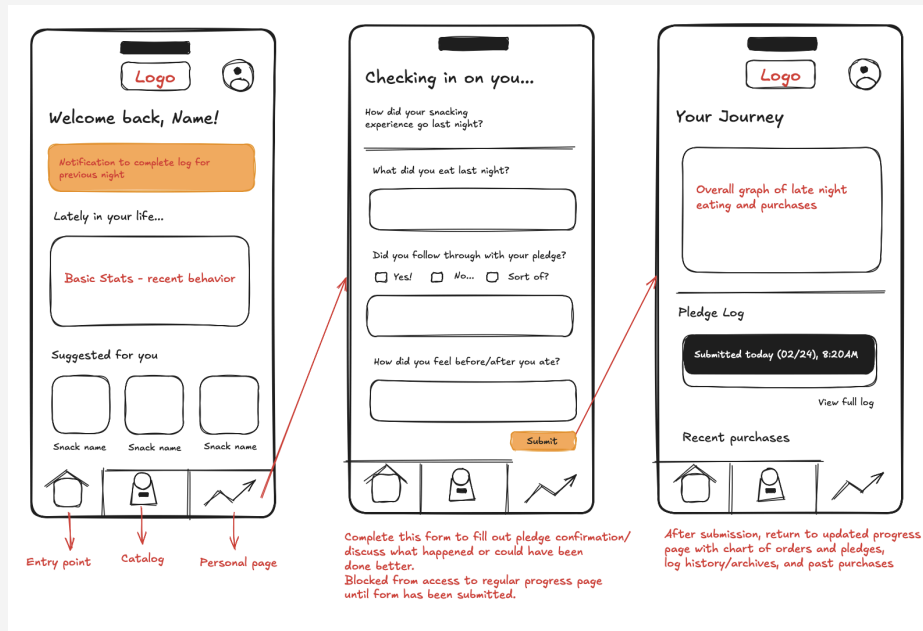 Logo
Welcome back, Name!
Notification to complete log for
previous night
Lately in your life...
Basic Stats - recent behavior
Suggested for you
Snack name
Snack name
Snack name
Entry point
Catalog
Personal page
Checking in on you...
How did your snacking
experience go last night?
What did you eat last night?
Did you follow through with your pledge?
Yes!
No...
Sort of?
How did you feel before/after you ate?
Submit
Complete this form to fill out pledge confirmation/
discuss what happened or could have been
done better.
Blocked from access to regular progress page
until form has been submitted.
Logo
Your Journey
Overall graph of late night
eating and purchases
Pledge Log
Submitted today (02/24), 8:20AM
View full log
Recent purchases
After submission, return to updated progress
page with chart of orders and pledges,
log history/archives, and past purchases